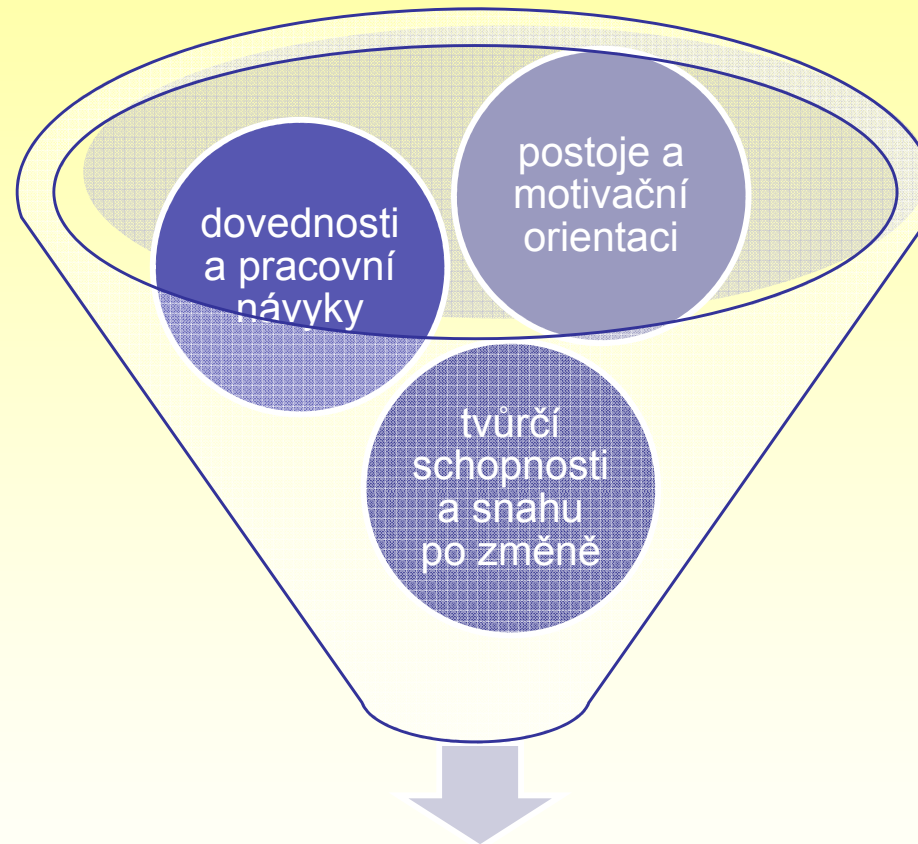 dovednosti
a pracovní
návyky
postoje a
motivační
orientaci
tvůrčí
schopnosti
a snahu
po změně